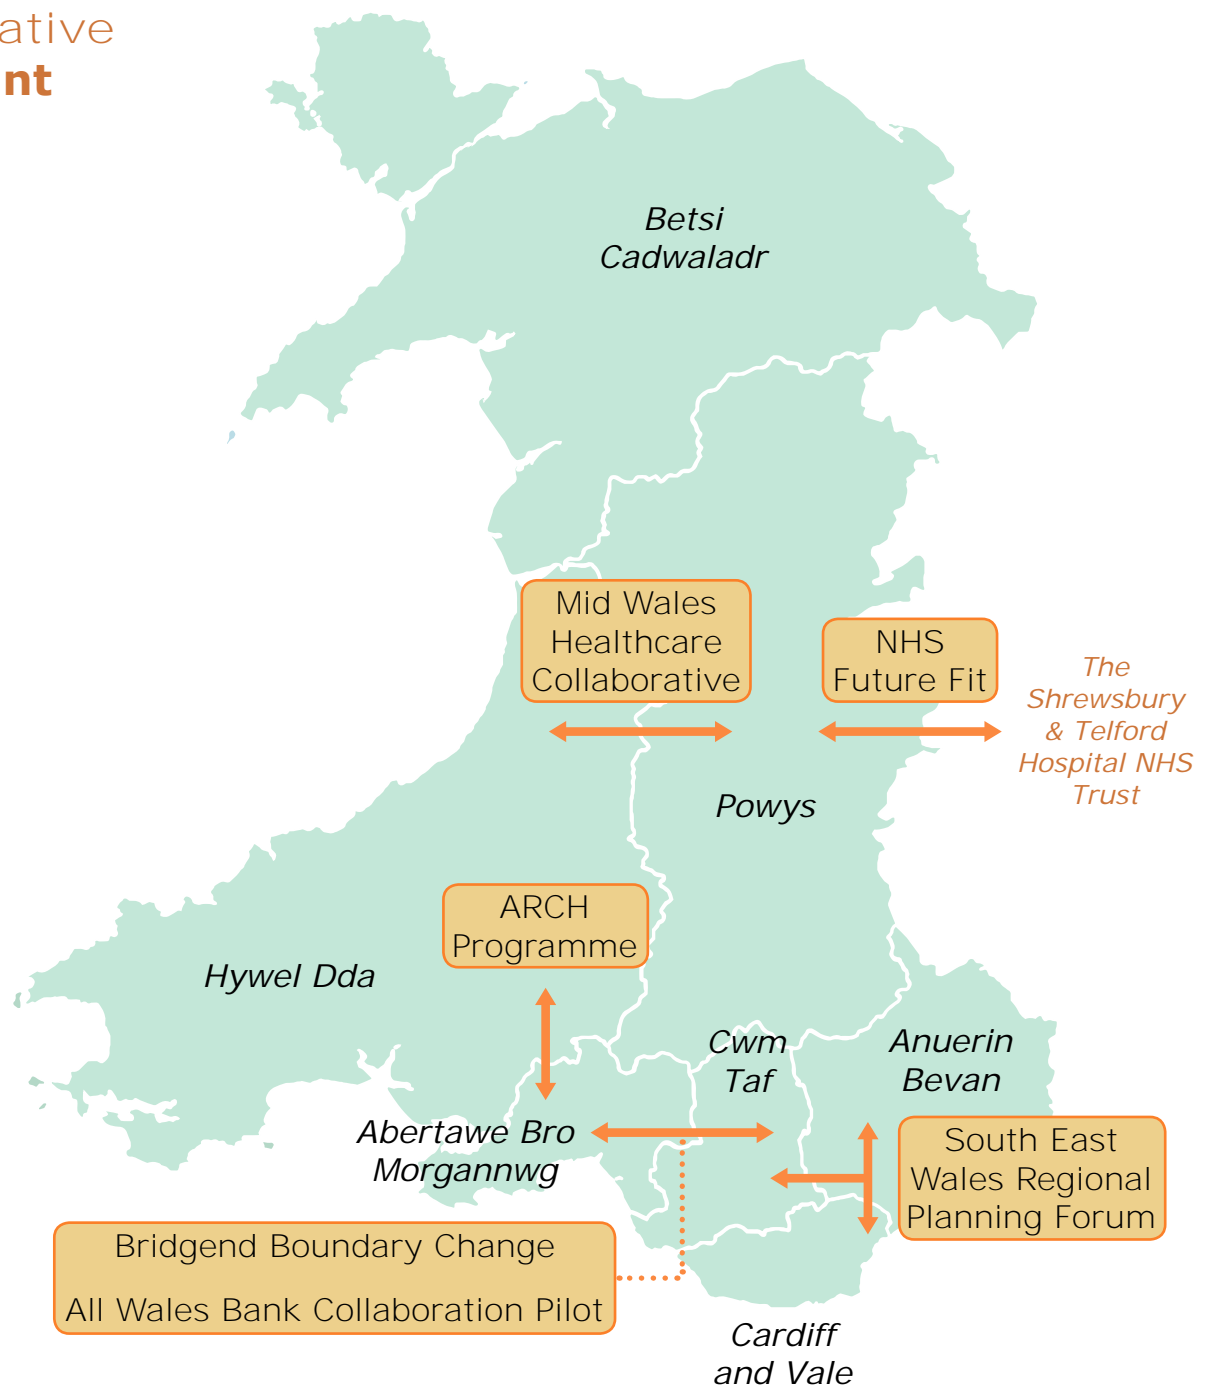 ative
nt
Betsi
Cadwaladr
Mid Wales
Healthcare
Collaborative
NHS
Future Fit
The
Shrewsbury
& Telford
Hospital NHS
Trust
Powys
ARCH
Programme
Hywel Dda
Cwm
Taf
Anuerin
Bevan
Abertawe Bro
Morgannwg
South East
Wales Regional
Planning Forum
Bridgend Boundary Change
All Wales Bank Collaboration Pilot
Cardiff
and Vale